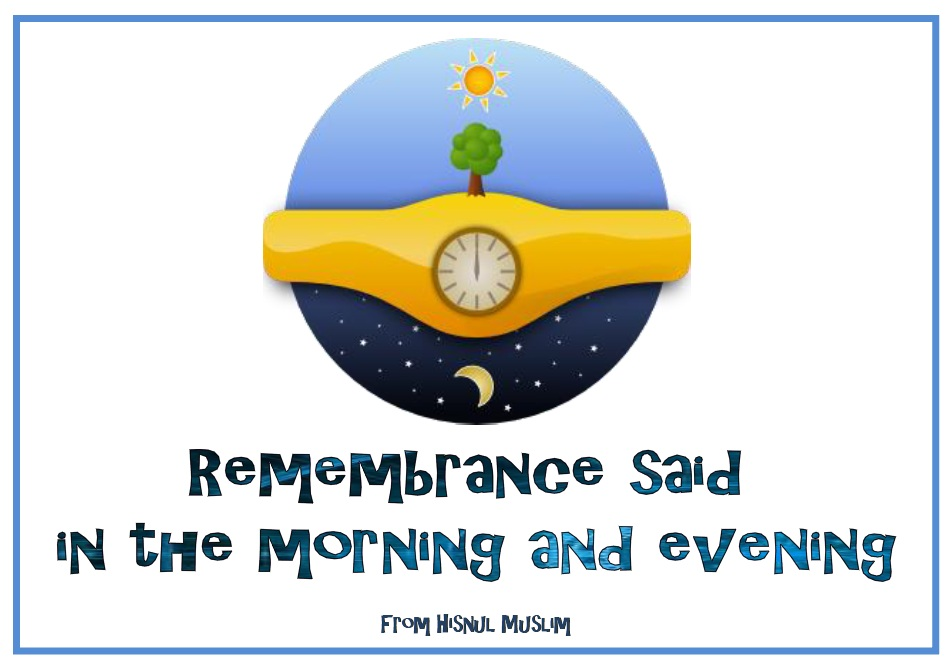 Remembrance Said
in the Morning and evening
From Hisnul Muslim